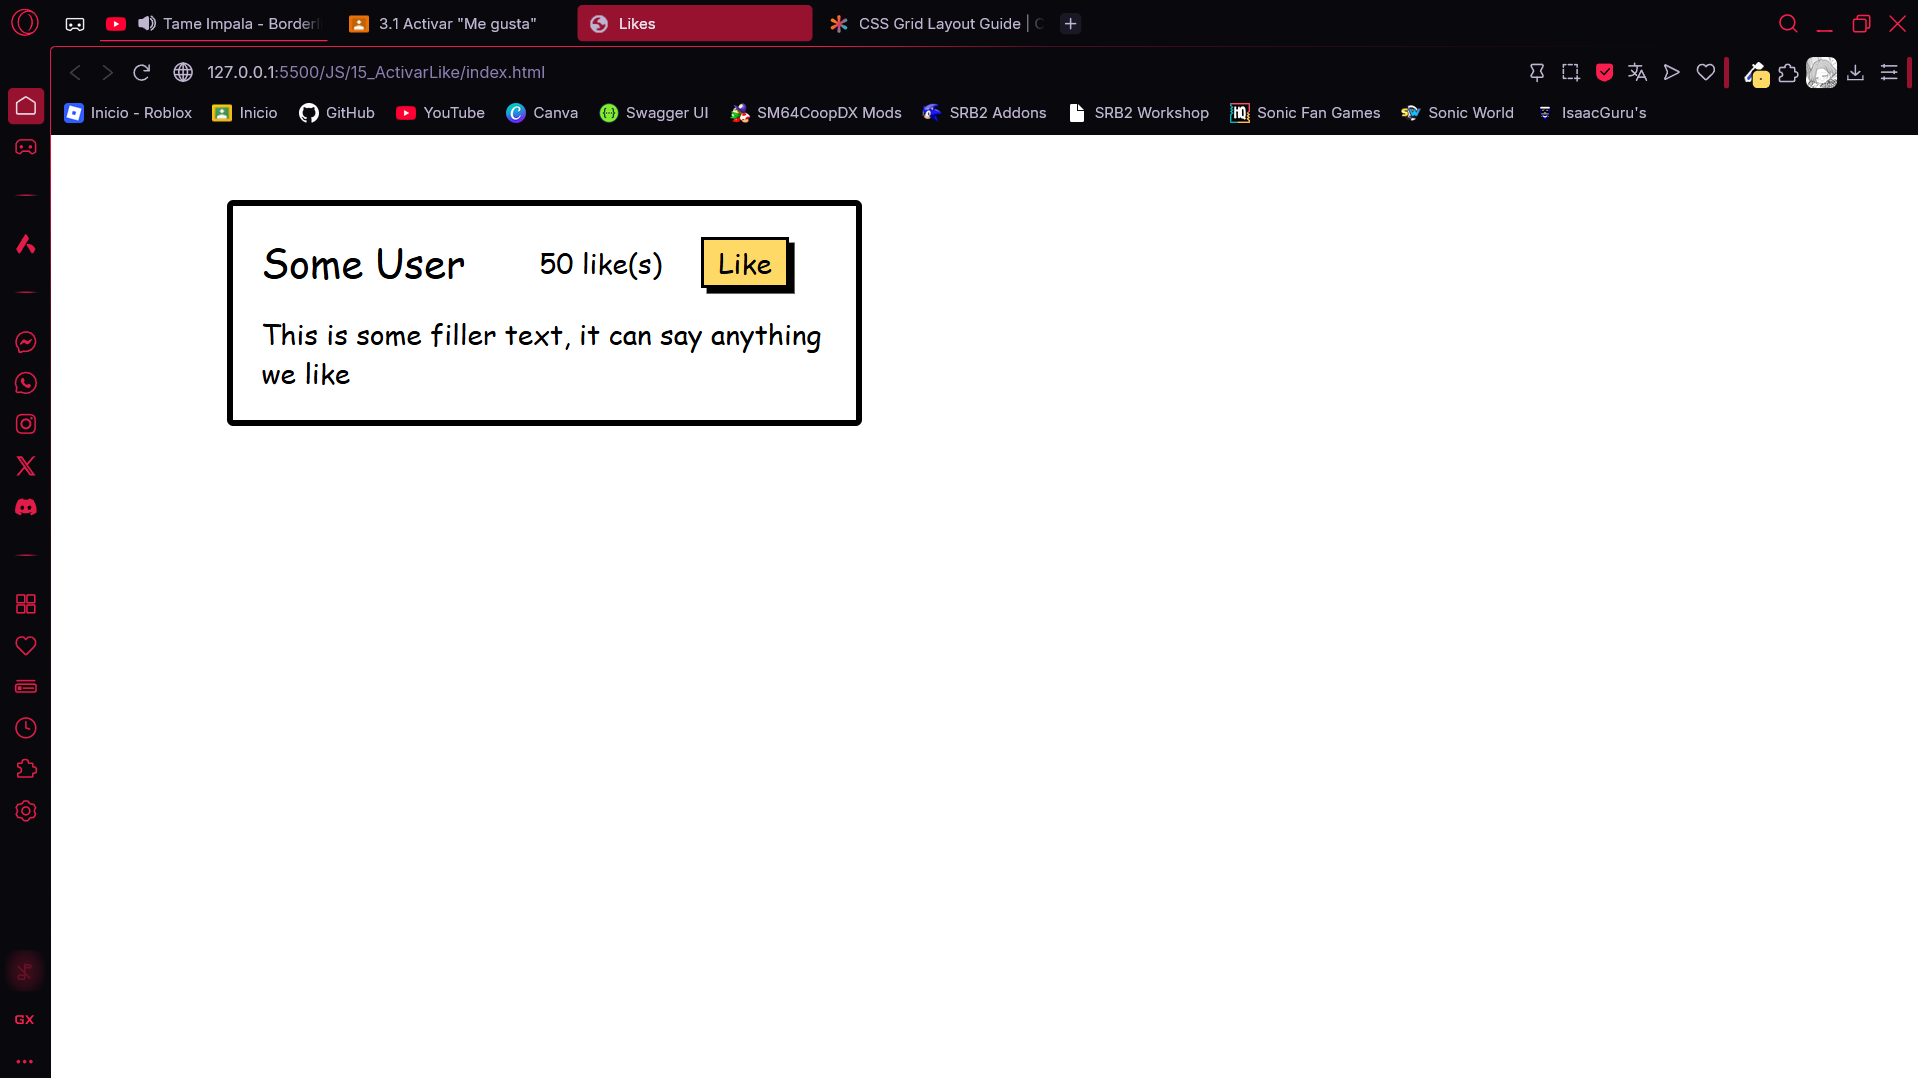 Tame Impala - Border
3.1 Activar "Me gusta"
Likes
CSS Grid Layout Guide | C
127.0.0.1:5500/JS/15_ActivarLike/index.html
Inicio - Roblox
Inicio
GitHub
YouTube
Canva
Swagger UI
SM64CoopDX Mods
SRB2 Addons
SRB2 Workshop
HQ
Sonic Fan Games
Sonic World
IsaacGuru's
Some User
50 like(s)
Like
This is some filler text, it can say anything
we like
GX